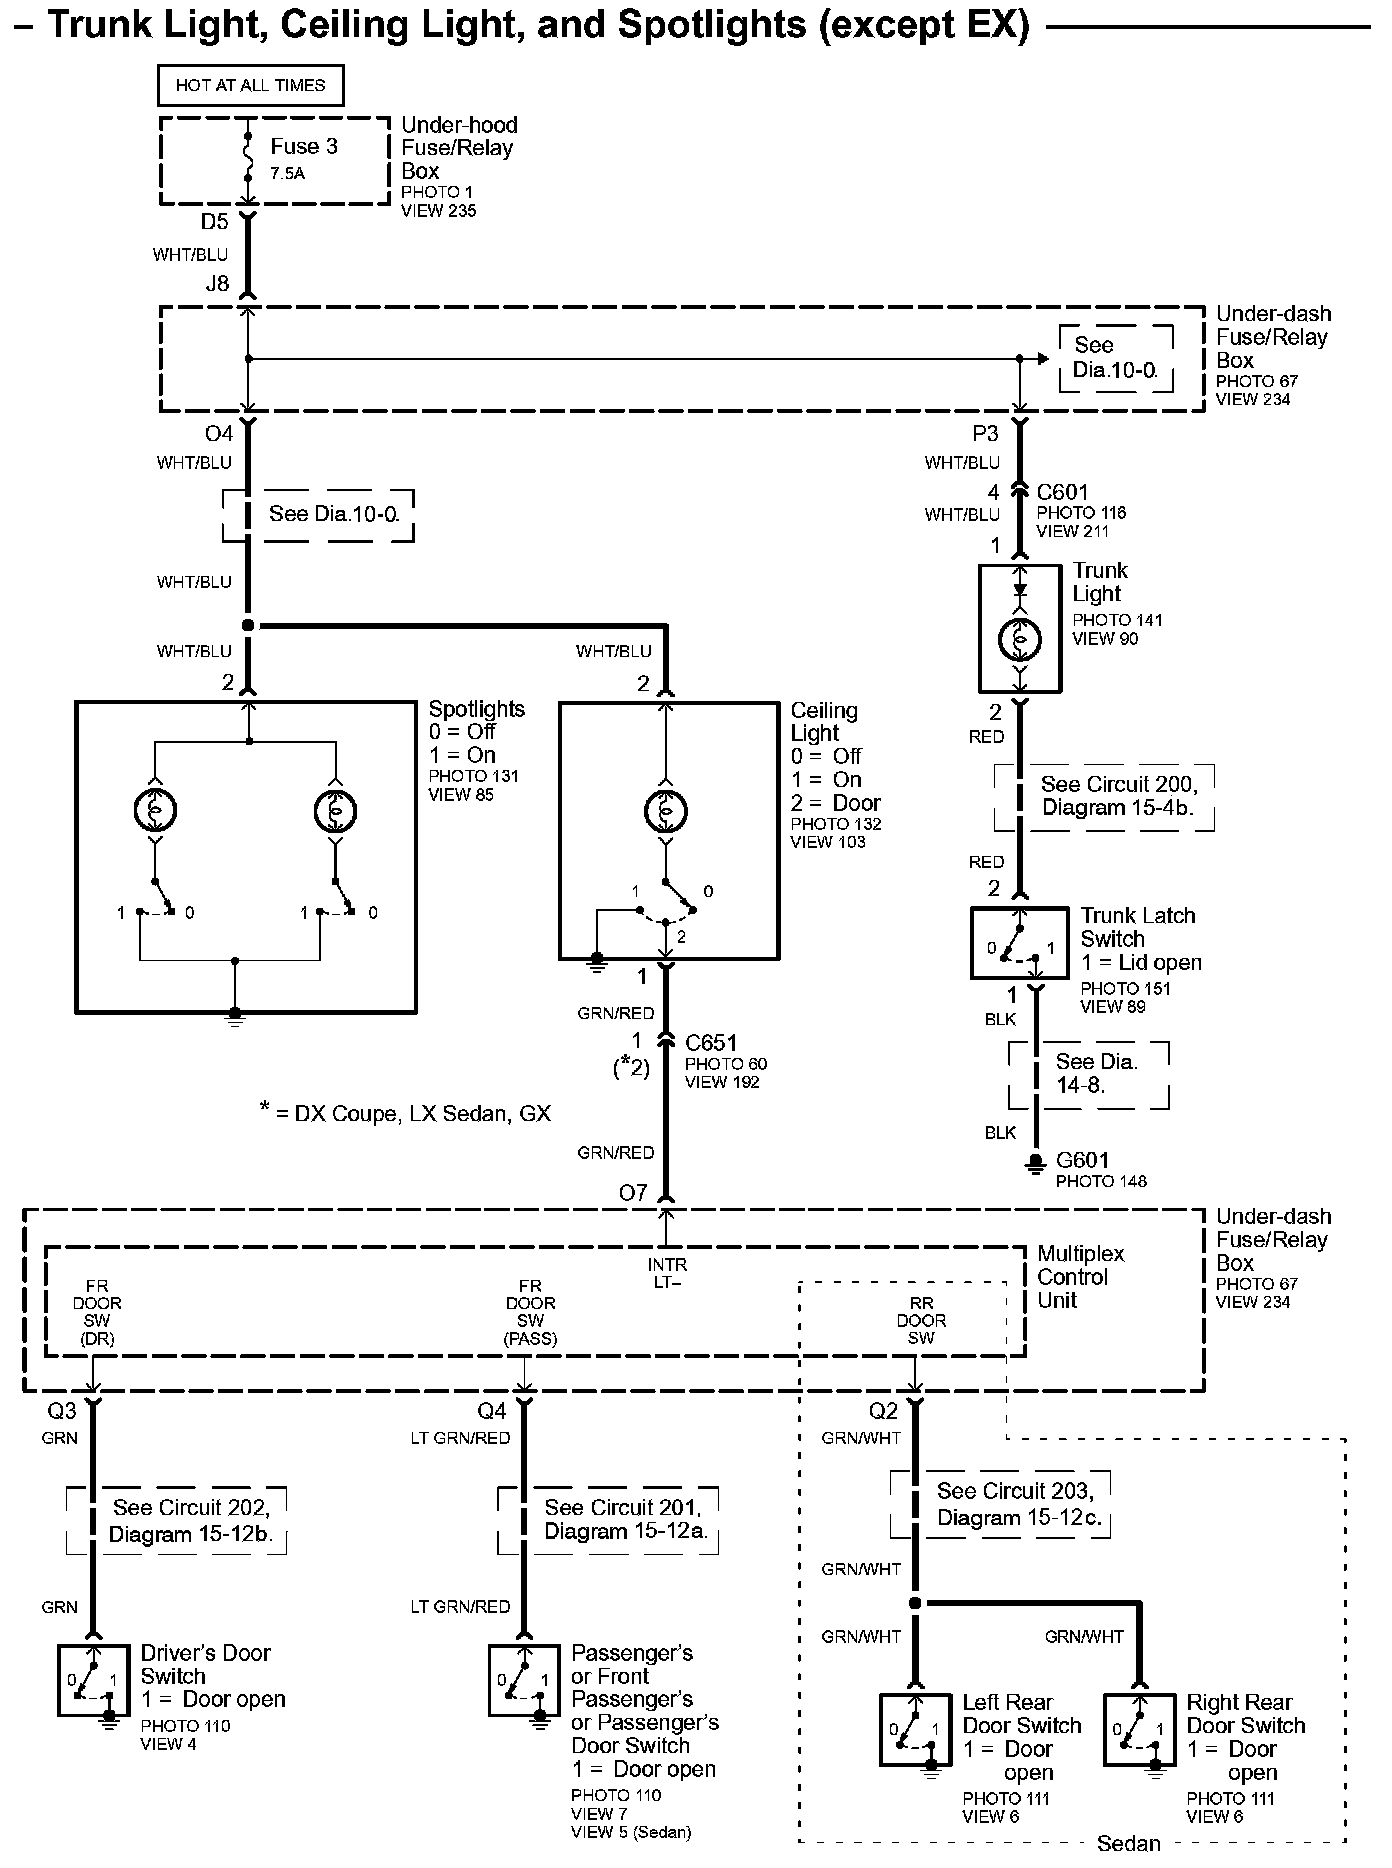 – Trunk Light, Ceiling Light, and Spotlights (except EX)
HOT AT ALL TIMES
Fuse 3
7.5A
Under-hood
Fuse/Relay
Box
PHOTO 1
VIEW 235
D5
WHT/BLU
J8
Under-dash
Fuse/Relay
Box
PHOTO 67
VIEW 234
See
Dia.10-0.
O4
WHT/BLU
See Dia.10-0.
WHT/BLU
WHT/BLU
2
P3
WHT/BLU
4
C601
PHOTO 116
VIEW 211
WHT/BLU
1
Trunk
Light
PHOTO 141
VIEW 90
WHT/BLU
2
Spotlights
0 = Off
1 = On
PHOTO 131
VIEW 85
1
0
1
0
Ceiling
Light
0 = Off
1 = On
2 = Door
PHOTO 132
VIEW 103
1
0
2
2
RED
See Circuit 200,
Diagram 15-4b.
RED
2
Trunk Latch
Switch
1 = Lid open
PHOTO 151
VIEW 89
0
1
1
BLK
See Dia.
14-8.
BLK
G601
PHOTO 148
1
GRN/RED
1
(*2)
C651
PHOTO 60
VIEW 192
* = DX Coupe, LX Sedan, GX
GRN/RED
O7
Under-dash
Fuse/Relay
Box
PHOTO 67
VIEW 234
Multiplex
Control
Unit
INTR
LT–
FR
DOOR
SW
(DR)
FR
DOOR
SW
(PASS)
RR
DOOR
SW
Q3
GRN
See Circuit 202,
Diagram 15-12b.
GRN
0
1
Driver's Door
Switch
1 = Door open
PHOTO 110
VIEW 4
Q4
LT GRN/RED
See Circuit 201,
Diagram 15-12a.
LT GRN/RED
0
1
Passenger's
or Front
Passenger's
or Passenger's
Door Switch
1 = Door open
PHOTO 110
VIEW 7
VIEW 5 (Sedan)
Q2
GRN/WHT
See Circuit 203,
Diagram 15-12c.
GRN/WHT
GRN/WHT
GRN/WHT
0
1
Left Rear
Door Switch
1 = Door
open
PHOTO 111
VIEW 6
0
1
Right Rear
Door Switch
1 = Door
open
PHOTO 111
VIEW 6
Sedan